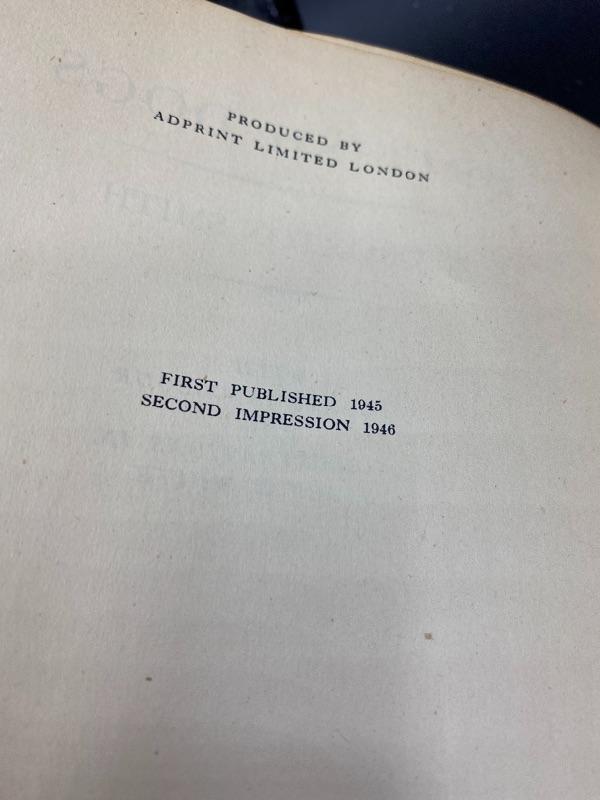 PRODUCED BY
ADPRINT LIMITED LONDON
FIRST PUBLISHED 1945
SECOND IMPRESSION 1946